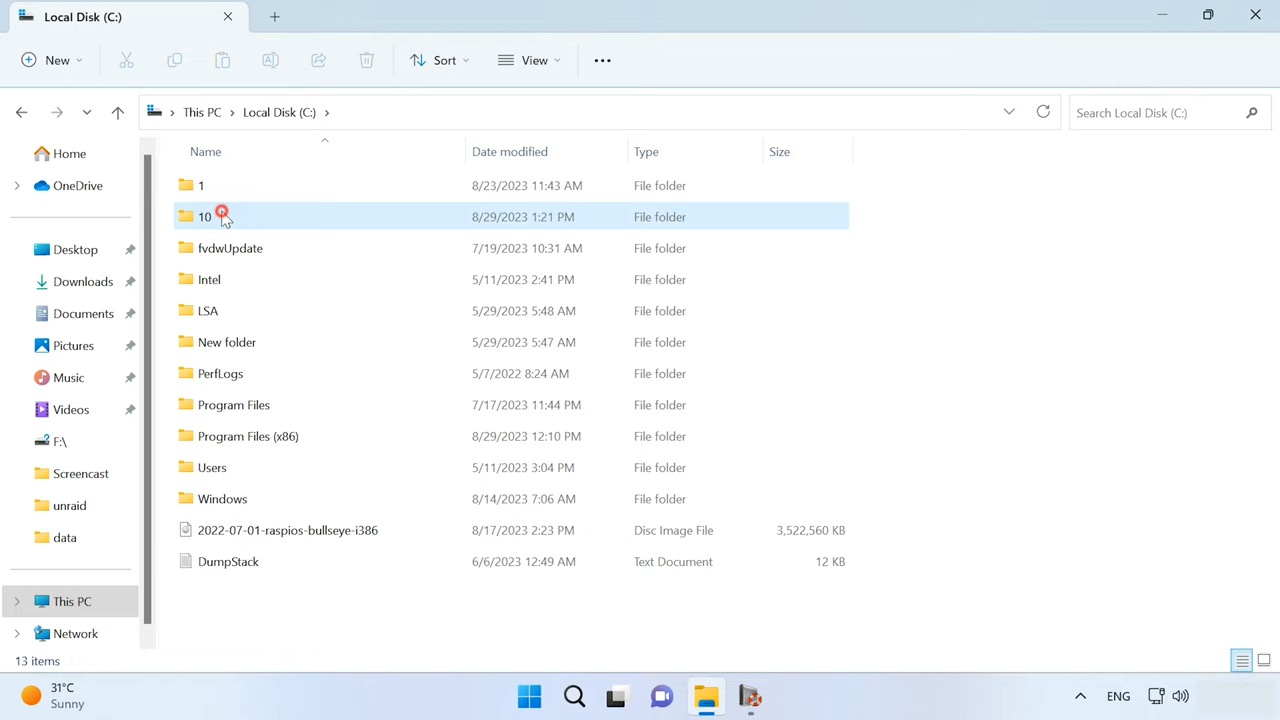 Local Disk (C:)
New
Sort
View
This PC
Local Disk (C:)
Search Local Disk (C:)
Home
OneDrive
Desktop
Downloads
Documents
Pictures
Music
Videos
F:\
Screencast
unraid
data
This PC
Network
Name Date modified Type Size
1 8/23/2023 11:43 AM File folder
10 8/29/2023 1:21 PM File folder
fvdwUpdate 7/19/2023 10:31 AM File folder
Intel 5/11/2023 2:41 PM File folder
LSA 5/29/2023 5:48 AM File folder
New folder 5/29/2023 5:47 AM File folder
PerfLogs 5/7/2022 8:24 AM File folder
Program Files 7/17/2023 11:44 PM File folder
Program Files (x86) 8/29/2023 12:10 PM File folder
Users 5/11/2023 3:04 PM File folder
Windows 8/14/2023 7:06 AM File folder
2022-07-01-raspios-bullseye-i386 8/17/2023 2:23 PM Disc Image File 3,522,560 KB
DumpStack 6/6/2023 12:49 AM Text Document 12 KB
13 items
31°C
Sunny
ENG